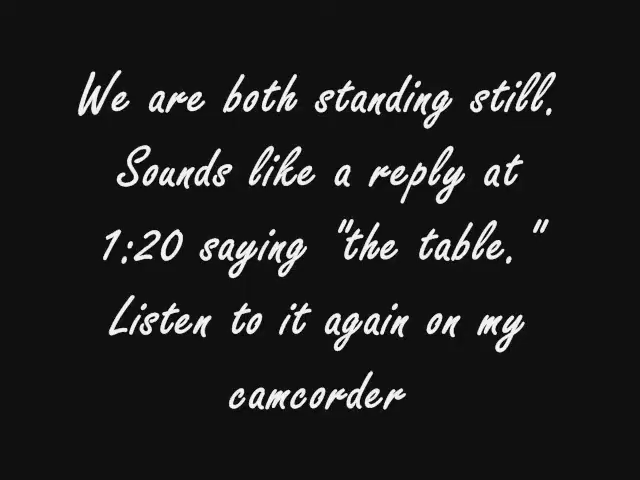 We are both standing still.
Sounds like a reply at
1:20 saying "the table."
Listen to it again on my
camcorder